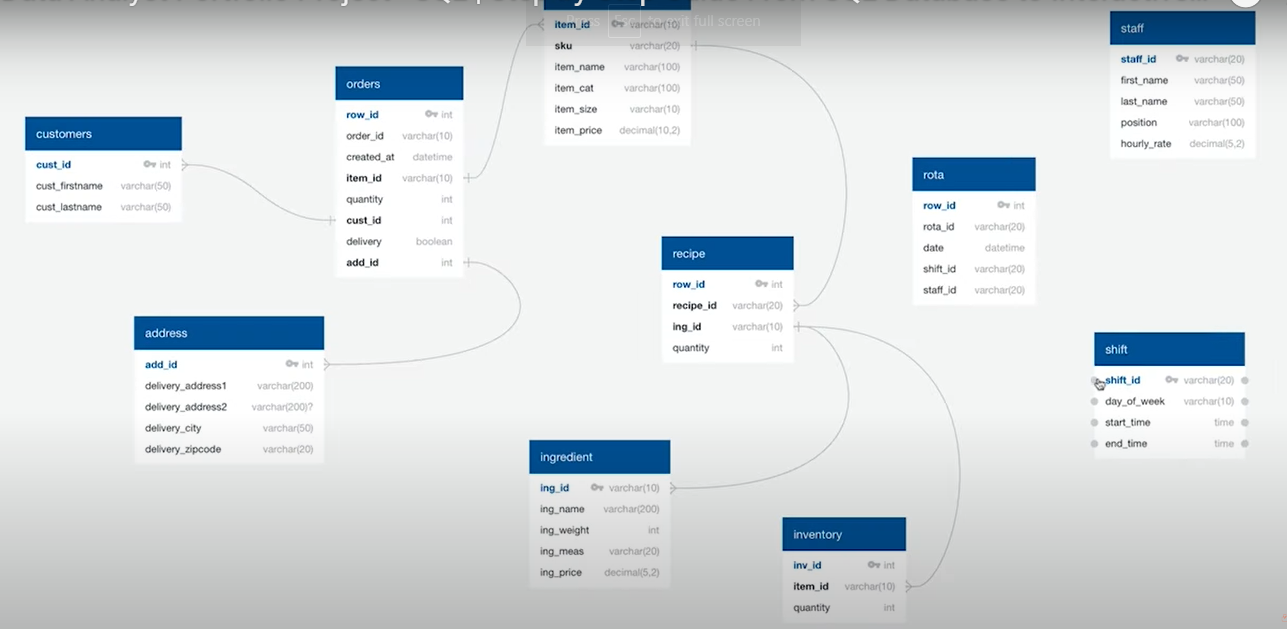 Esc to exit full screen
customers
cust_id int
cust_firstname varchar(50)
cust_lastname varchar(50)
orders
row_id int
order_id varchar(10)
created_at datetime
item_id varchar(10)
quantity int
cust_id int
delivery boolean
add_id int
address
add_id int
delivery_address1 varchar(200)
delivery_address2 varchar(200)?
delivery_city varchar(50)
delivery_zipcode varchar(20)
item_id varchar(10)
sku varchar(20)
item_name varchar(100)
item_cat varchar(100)
item_size varchar(10)
item_price decimal(10,2)
recipe
row_id int
recipe_id varchar(20)
ing_id varchar(10)
quantity int
ingredient
ing_id varchar(10)
ing_name varchar(200)
ing_weight int
ing_meas varchar(20)
ing_price decimal(5,2)
inventory
inv_id int
item_id varchar(10)
quantity int
rota
row_id int
rota_id varchar(20)
date datetime
shift_id varchar(20)
staff_id varchar(20)
staff
staff_id varchar(20)
first_name varchar(50)
last_name varchar(50)
position varchar(100)
hourly_rate decimal(5,2)
shift
shift_id varchar(20)
day_of_week varchar(10)
start_time time
end_time time